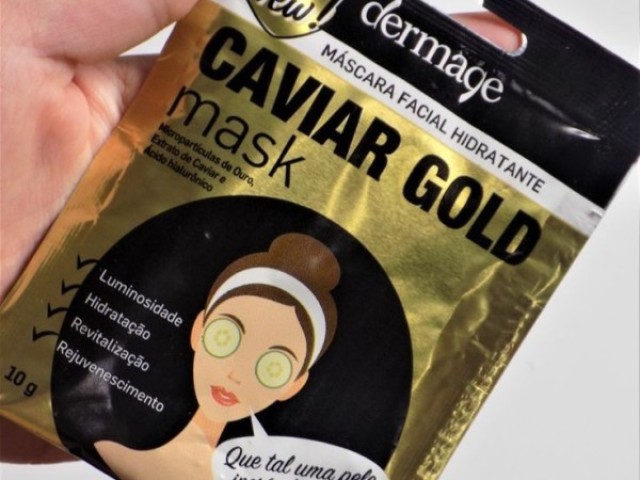 New!
dermage
MÁSCARA FACIAL HIDRATANTE
CAVIAR GOLD
mask
Micropartículas de Ouro,
Extrato de Caviar e
Ácido hialurônico
Luminosidade
Hidratação
Revitalização
Rejuvenescimento
10 g
Que tal uma pele